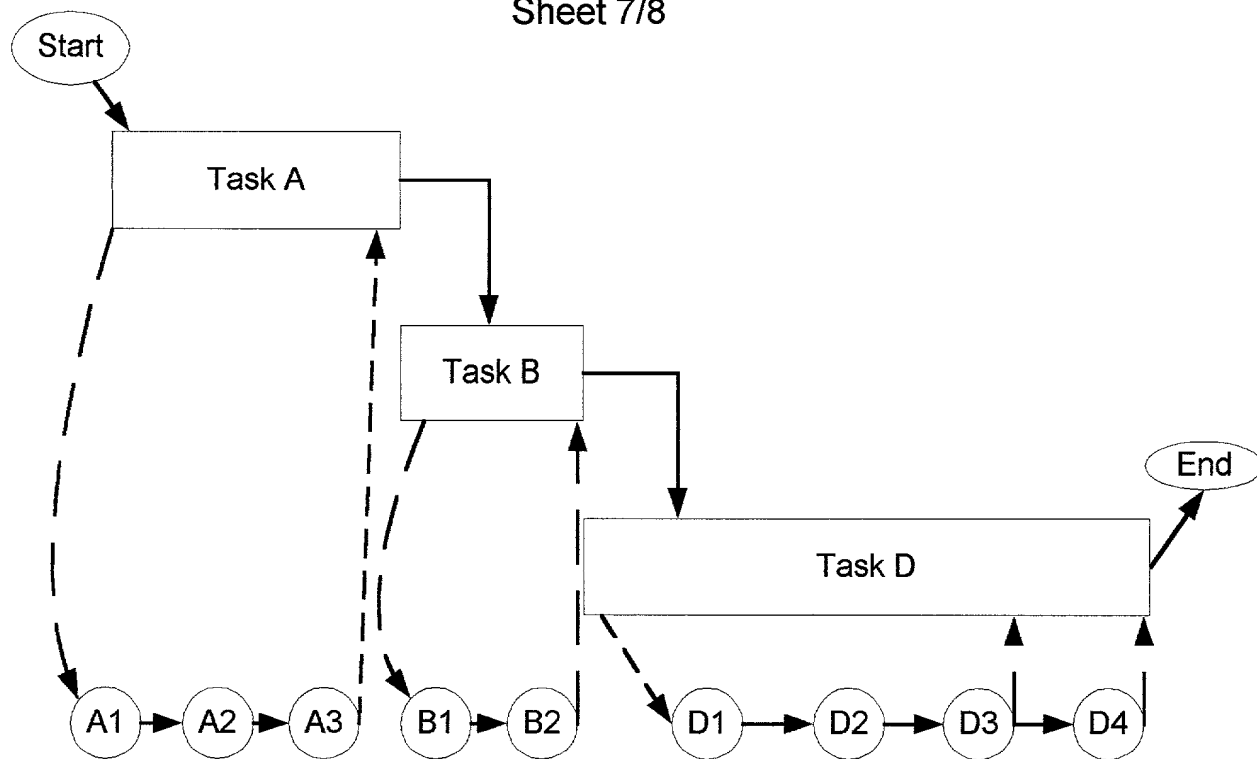 Sheet 7/8
Start
Task A
Task B
End
Task D
A1
A2
A3
B1
B2
D1
D2
D3
D4